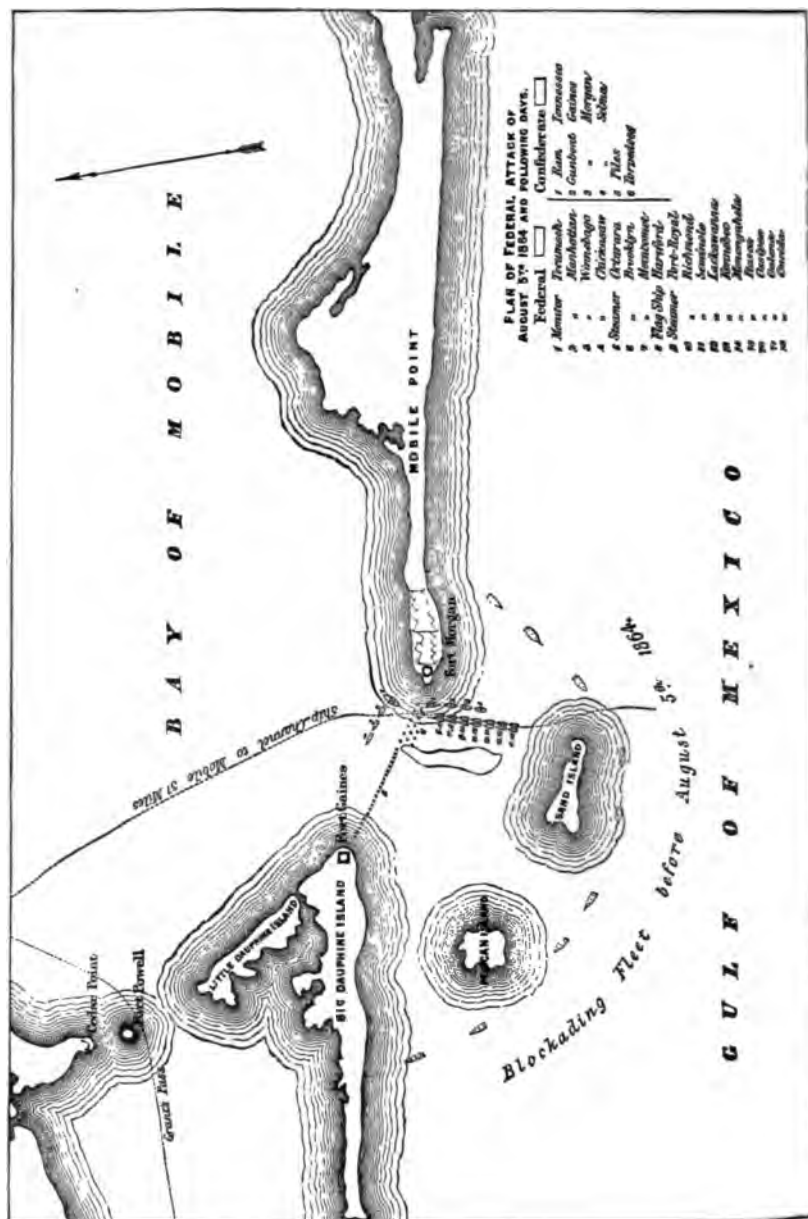 BAY OF MOBILE
Ship Channel to Mobile 31 Miles
Cedar Point
Fort Powell
Grants Pass
LITTLE DAUPHINE ISLAND
Fort Gaines
BIG DAUPHINE ISLAND
MOBILE POINT
Fort Morgan
PELICAN ISLAND
SAND ISLAND
Blockading Fleet before August 5th 1864
GULF OF MEXICO
PLAN OF FEDERAL ATTACK OF
AUGUST 5TH 1864 AND FOLLOWING DAYS.
Federal Confederate
1 Monitor Tecumseh 1 Ram Tennessee
2 " Manhattan 2 Gunboat Gaines
3 " Winnebago 3 " Morgan
4 " Chickasaw 4 " Selma
5 Steamer Octorara 5 Piles
6 " Brooklyn 6 Torpedoes
7 " Metacomet
8 Flag Ship Hartford
9 Steamer Port-Royal
10 " Richmond
11 " Seminole
12 " Lackawanna
13 " Kennebec
14 " Monongahela
15 " Itasca
16 " Ossipee
17 " Galena
18 " Oneida